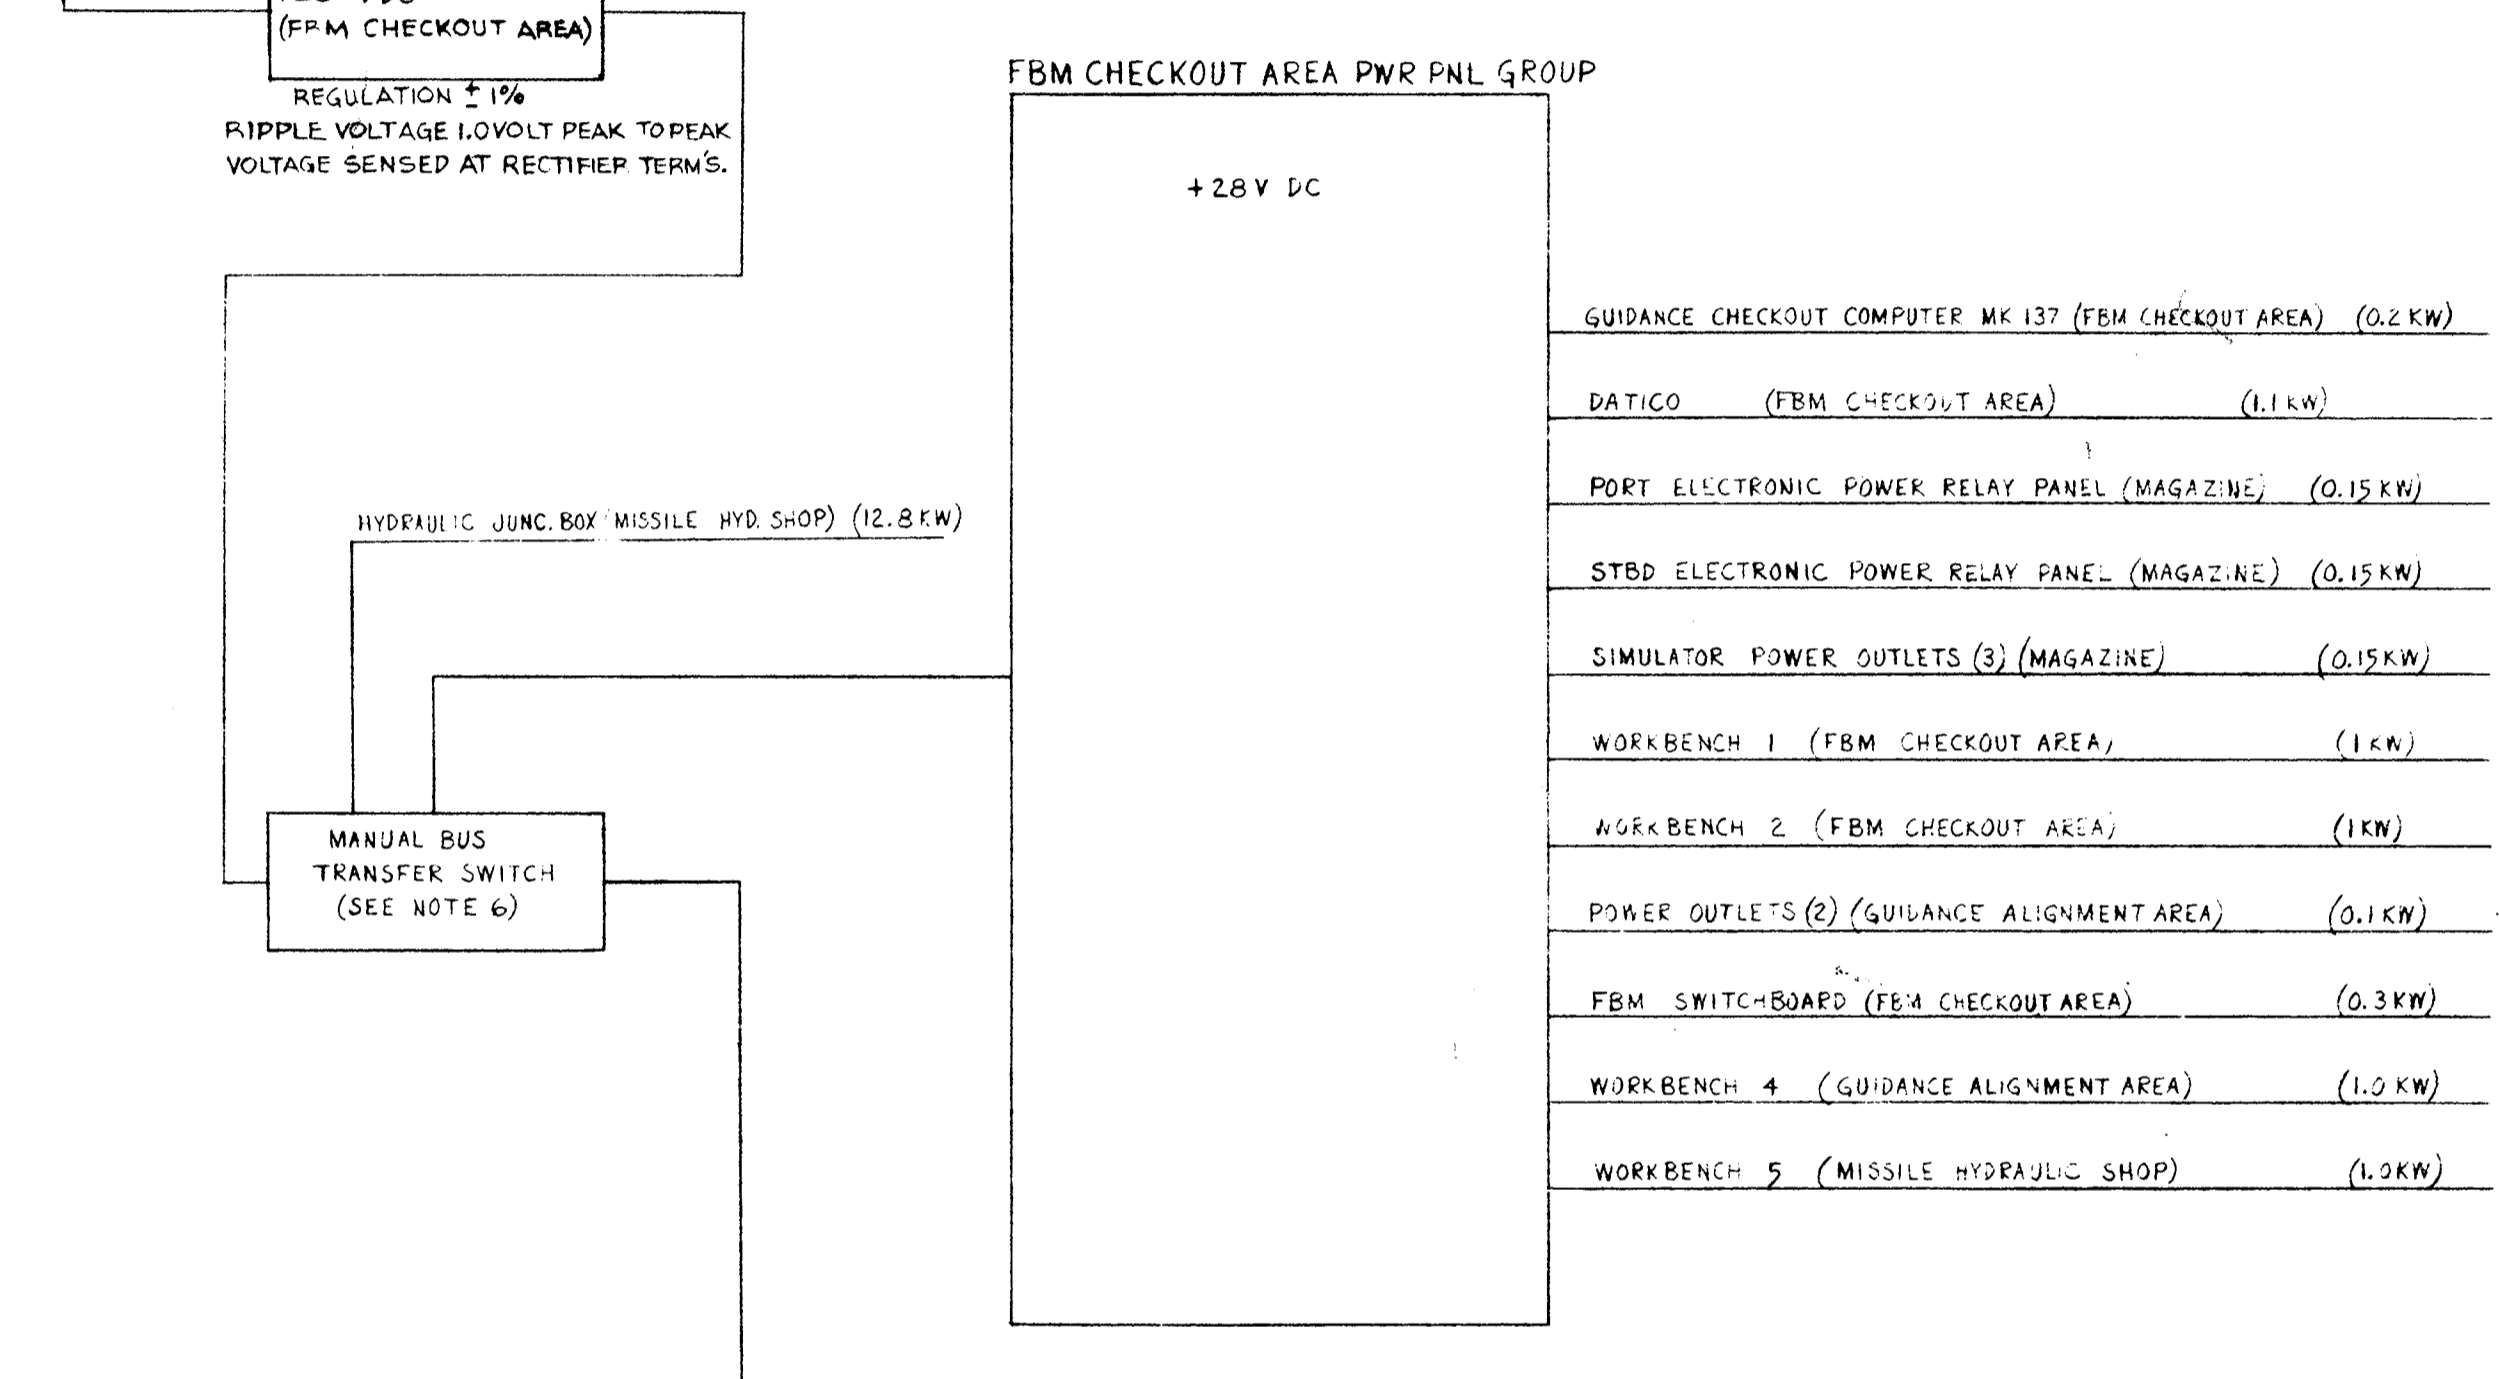 (FBM CHECKOUT AREA)
REGULATION ± 1%
RIPPLE VOLTAGE 1.0 VOLT PEAK TO PEAK
VOLTAGE SENSED AT RECTIFIER TERM'S.
FBM CHECKOUT AREA PWR PNL GROUP
+28V DC
GUIDANCE CHECKOUT COMPUTER MK 137 (FBM CHECKOUT AREA) (0.2 KW)
DATICO (FBM CHECKOUT AREA) (1.1 KW)
PORT ELECTRONIC POWER RELAY PANEL (MAGAZINE) (0.15 KW)
HYDRAULIC JUNC. BOX MISSILE HYD. SHOP) (12.8 KW)
STBD ELECTRONIC POWER RELAY PANEL (MAGAZINE) (0.15 KW)
SIMULATOR POWER OUTLETS (3) (MAGAZINE) (0.15 KW)
WORKBENCH 1 (FBM CHECKOUT AREA) (1 KW)
WORKBENCH 2 (FBM CHECKOUT AREA) (1 KW)
MANUAL BUS
TRANSFER SWITCH
(SEE NOTE 6)
POWER OUTLETS (2) (GUIDANCE ALIGNMENT AREA) (0.1 KW)
FBM SWITCHBOARD (FBM CHECKOUT AREA) (0.3 KW)
WORKBENCH 4 (GUIDANCE ALIGNMENT AREA) (1.0 KW)
WORKBENCH 5 (MISSILE HYDRAULIC SHOP) (1.0 KW)